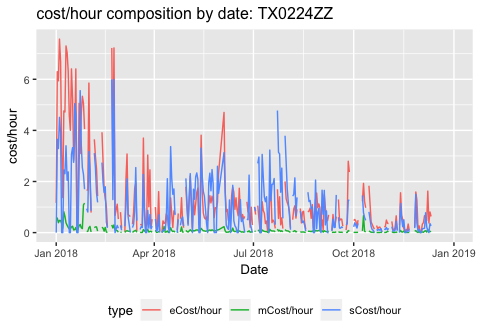 cost/hour composition by date: TX0224ZZ
cost/hour
6
4
2
0
Jan 2018
Apr 2018
Jul 2018
Oct 2018
Jan 2019
Date
type
eCost/hour
mCost/hour
sCost/hour